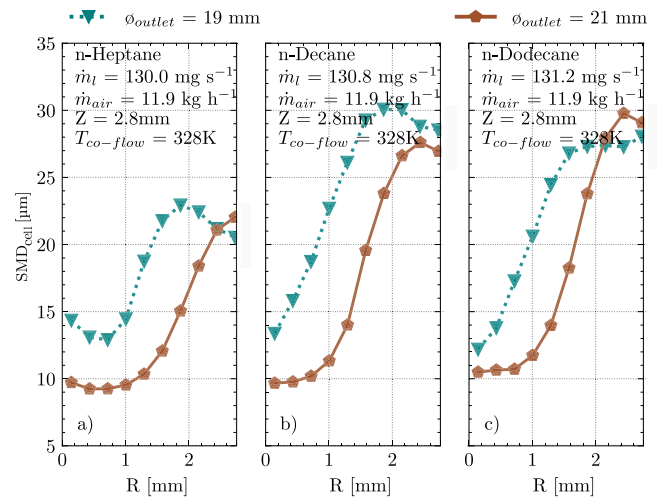 ø_outlet = 19 mm
ø_outlet = 21 mm
35
30
25
20
15
10
5
SMD_cell [µm]
n-Heptane
ṁ_l = 130.0 mg s⁻¹
ṁ_air = 11.9 kg h⁻¹
Z = 2.8mm
T_co−flow = 328K
a)
0
1
2
R [mm]
n-Decane
ṁ_l = 130.8 mg s⁻¹
ṁ_air = 11.9 kg h⁻¹
Z = 2.8mm
T_co−flow = 328K
b)
0
1
2
R [mm]
n-Dodecane
ṁ_l = 131.2 mg s⁻¹
ṁ_air = 11.9 kg h⁻¹
Z = 2.8mm
T_co−flow = 328K
c)
0
1
2
R [mm]